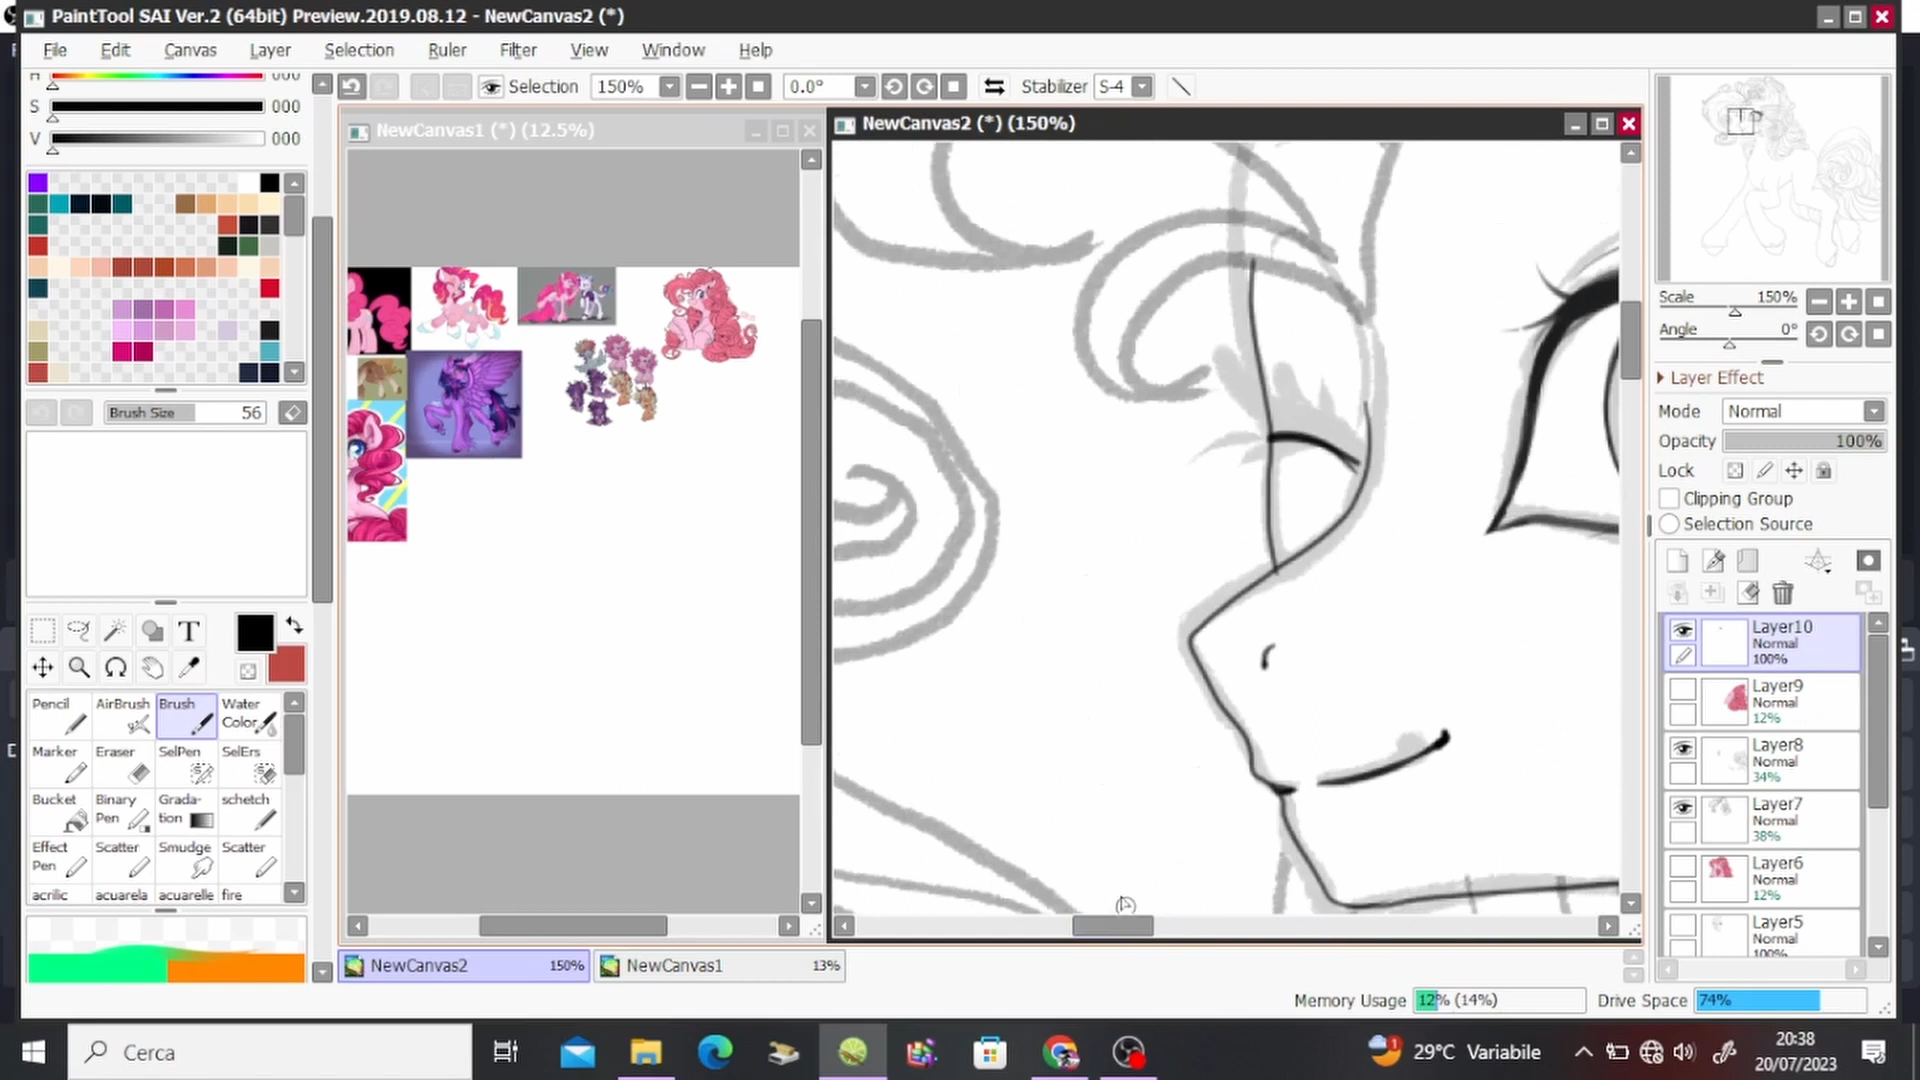 PaintTool SAI Ver.2 (64bit) Preview.2019.08.12 - NewCanvas2 (*)
File Edit Canvas Layer Selection Ruler Filter View Window Help
H 000
S 000
V 000
Selection 150% 0.0° Stabilizer S-4
NewCanvas1 (*) (12.5%)
NewCanvas2 (*) (150%)
Brush Size 56
T
Pencil AirBrush Brush Water Color
Marker Eraser SelPen SelErs
Bucket Binary Pen Grada-tion schetch
Effect Pen Scatter Smudge Scatter
acrilic acuarela acuarelle fire
Scale 150%
Angle 0°
Layer Effect
Mode Normal
Opacity 100%
Lock
Clipping Group
Selection Source
Layer10
Normal
100%
Layer9
Normal
12%
Layer8
Normal
34%
Layer7
Normal
38%
Layer6
Normal
12%
Layer5
Normal
100%
NewCanvas2 150% NewCanvas1 13%
Memory Usage 12% (14%) Drive Space 74%
Cerca
1
29°C Variabile
20:38
20/07/2023